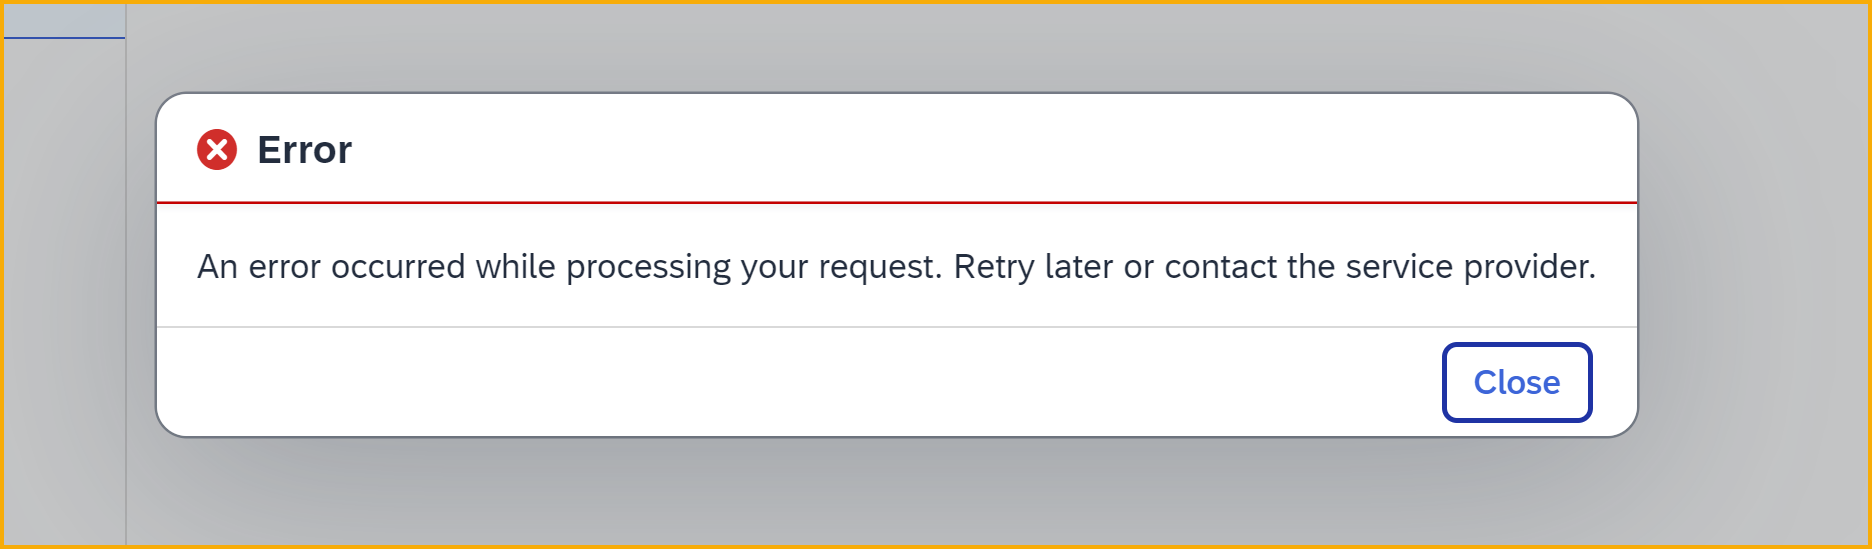 Error
An error occurred while processing your request. Retry later or contact the service provider.
Close